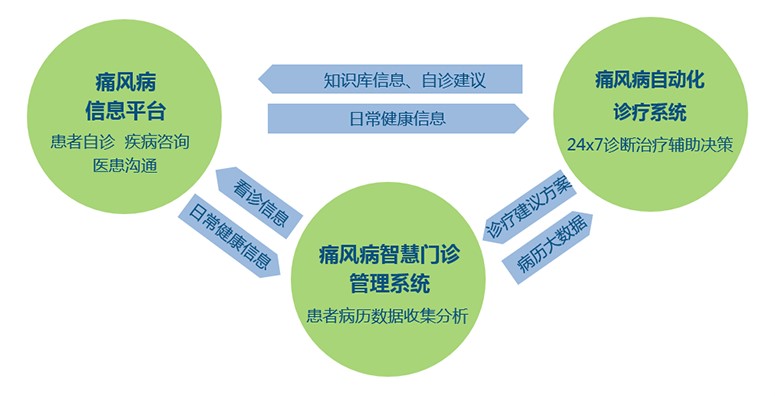 痛风病
信息平台
患者自诊 疾病咨询
医患沟通
知识库信息、自诊建议
日常健康信息
痛风病自动化
诊疗系统
24x7诊断治疗辅助决策
看诊信息
日常健康信息
诊疗建议方案
病历大数据
痛风病智慧门诊
管理系统
患者病历数据收集分析